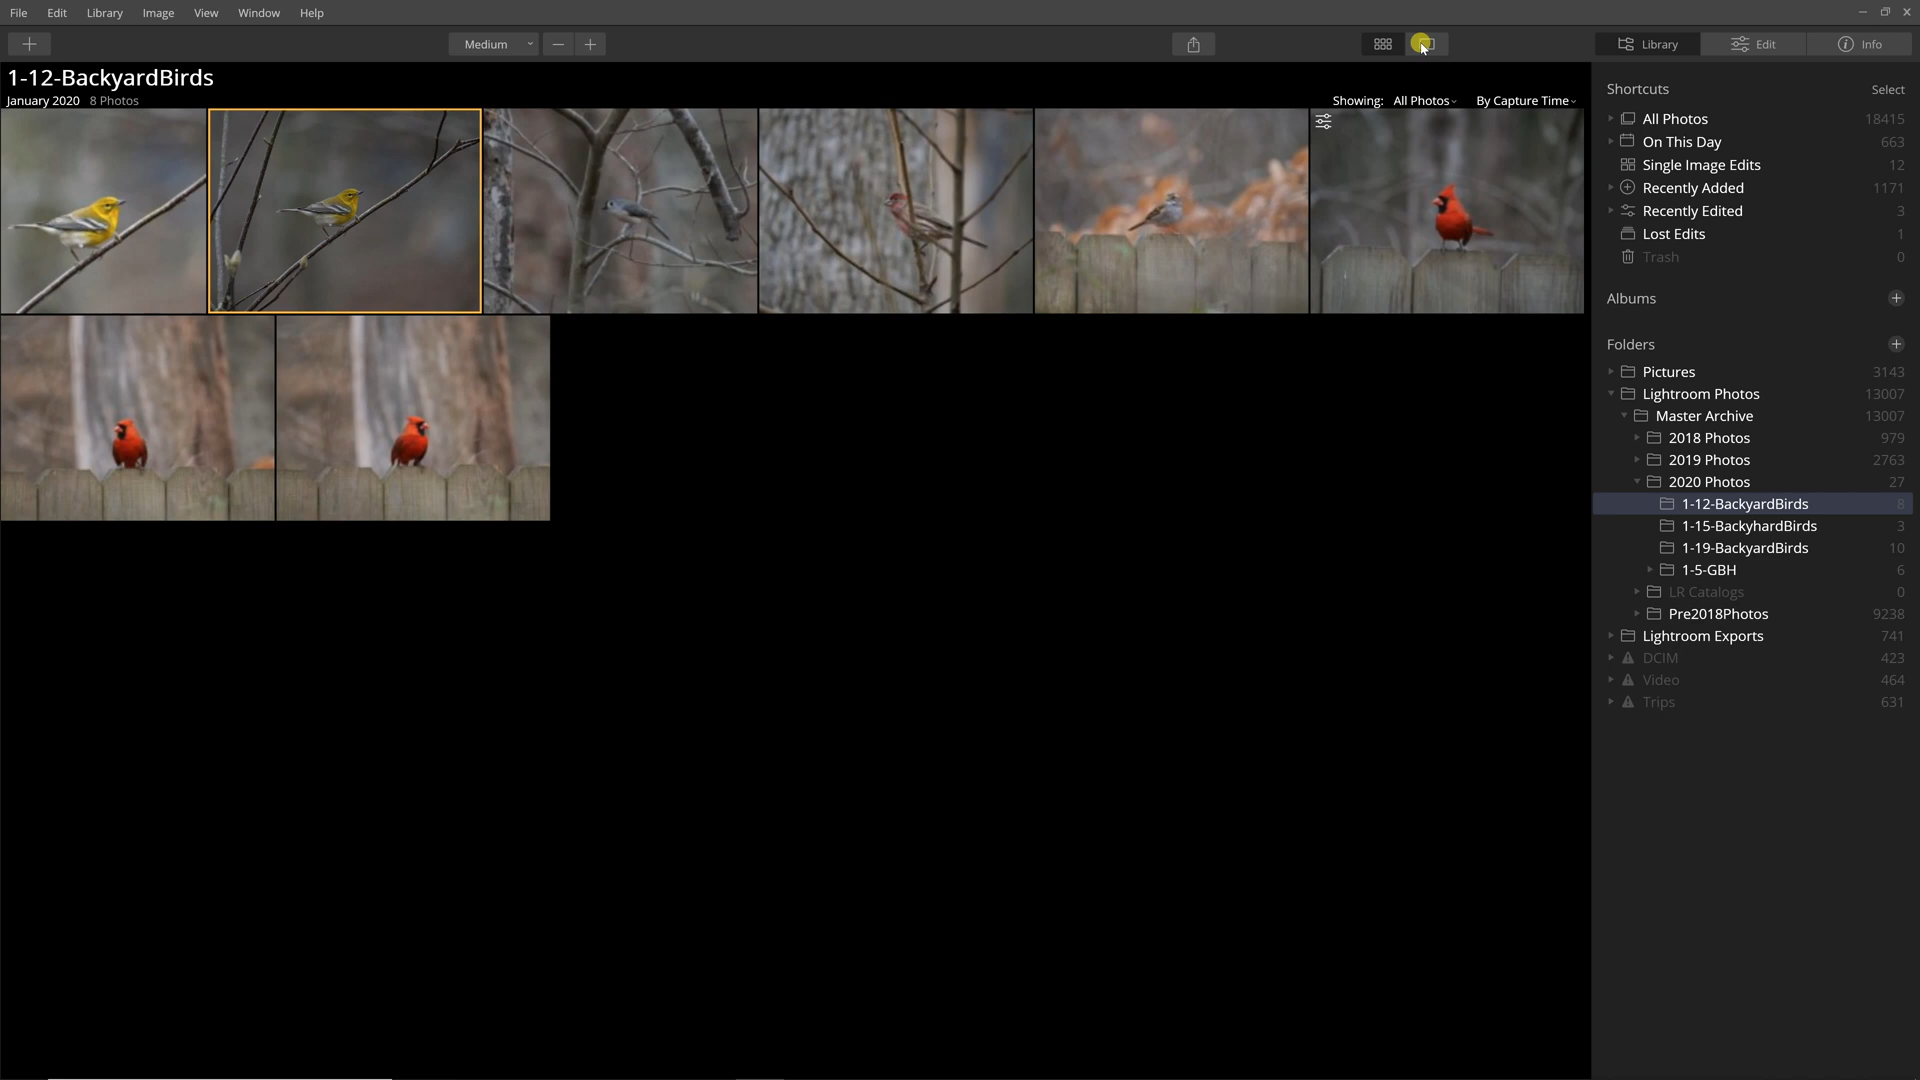 File Edit Library Image View Window Help
Medium
Library Edit Info
1-12-BackyardBirds
January 2020 8 Photos
Showing: All Photos By Capture Time
Shortcuts Select
All Photos 18415
On This Day 663
Single Image Edits 12
Recently Added 1171
Recently Edited 3
Lost Edits 1
Trash 0
Albums
Folders
Pictures 3143
Lightroom Photos 13007
Master Archive 13007
2018 Photos 979
2019 Photos 2763
2020 Photos 27
1-12-BackyardBirds 8
1-15-BackyhardBirds 3
1-19-BackyardBirds 10
1-5-GBH 6
LR Catalogs 0
Pre2018Photos 9238
Lightroom Exports 741
DCIM 423
Video 464
Trips 631